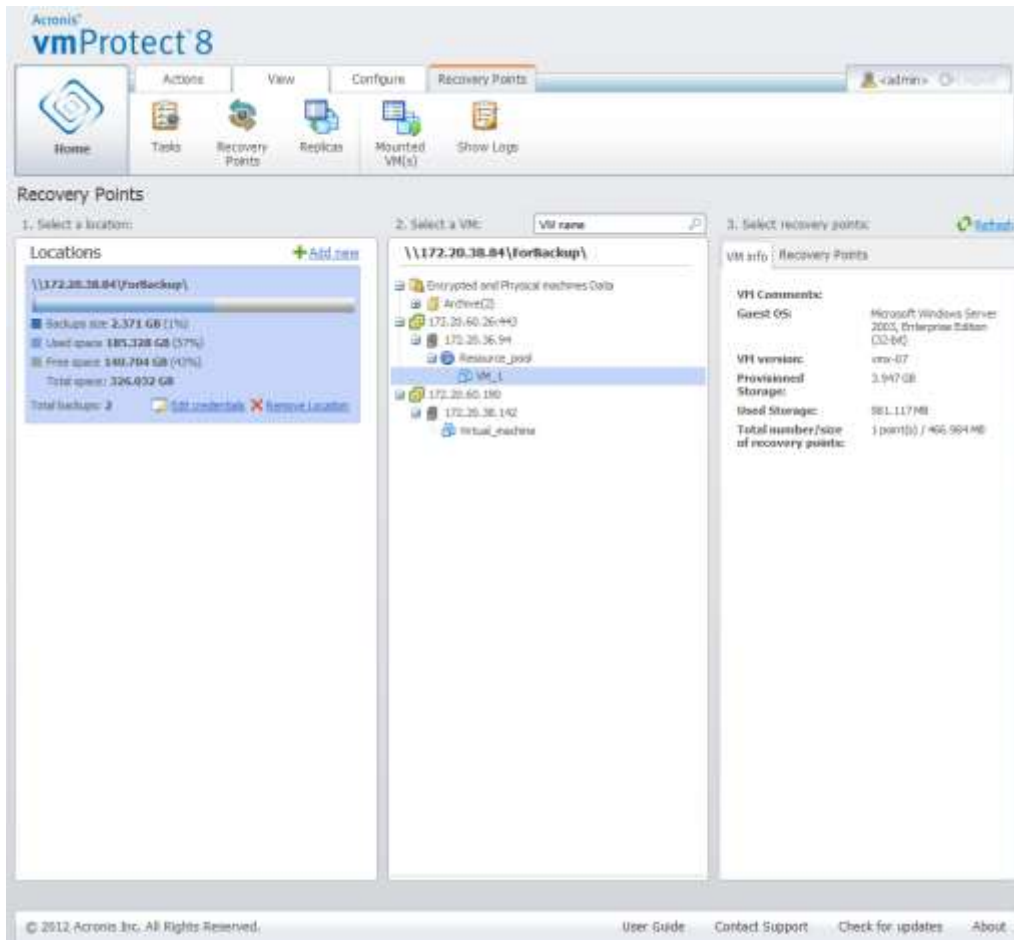 Acronis®
vmProtect 8
Actions
View
Configure
Recovery Points
<admin>
Home
Tasks
Recovery Points
Replicas
Mounted VM(s)
Show Logs
Recovery Points
1. Select a location:
2. Select a VM:
VM name
3. Select recovery points:
Refresh
Locations
Add new
\\172.20.38.84\ForBackup\
Backups size 2.371 GB (1%)
Used space 185.328 GB (57%)
Free space 140.704 GB (43%)
Total space: 326.032 GB
Total backups: 2
Edit credentials
Remove Location
\\172.20.38.84\ForBackup\
Encrypted and Physical machines Data
Archive(2)
172.20.60.26:443
172.20.36.94
Resource_pool
VM_1
172.20.60.190
172.20.38.142
Virtual_machine
VM info
Recovery Points
VM Comments:
Guest OS:
Microsoft Windows Server
2003, Enterprise Edition
(32-bit)
VM version:
vmx-07
Provisioned
Storage:
3.947 GB
Used Storage:
981.117 MB
Total number/size
of recovery points:
1 point(s) / 466.984 MB
© 2012 Acronis Inc. All Rights Reserved.
User Guide
Contact Support
Check for updates
About